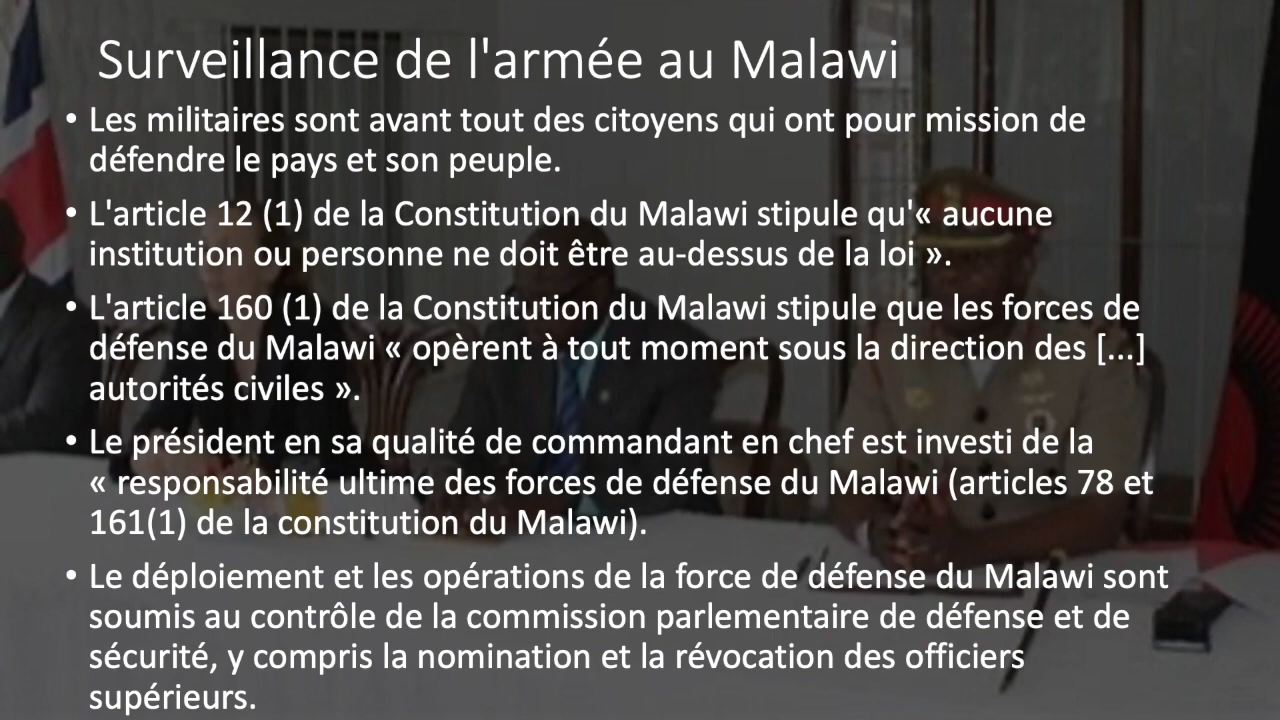 Surveillance de l'armée au Malawi
• Les militaires sont avant tout des citoyens qui ont pour mission de
défendre le pays et son peuple.
• L'article 12 (1) de la Constitution du Malawi stipule qu'« aucune
institution ou personne ne doit être au-dessus de la loi ».
• L'article 160 (1) de la Constitution du Malawi stipule que les forces de
défense du Malawi « opèrent à tout moment sous la direction des [...]
autorités civiles ».
• Le président en sa qualité de commandant en chef est investi de la
« responsabilité ultime des forces de défense du Malawi (articles 78 et
161(1) de la constitution du Malawi).
• Le déploiement et les opérations de la force de défense du Malawi sont
soumis au contrôle de la commission parlementaire de défense et de
sécurité, y compris la nomination et la révocation des officiers
supérieurs.